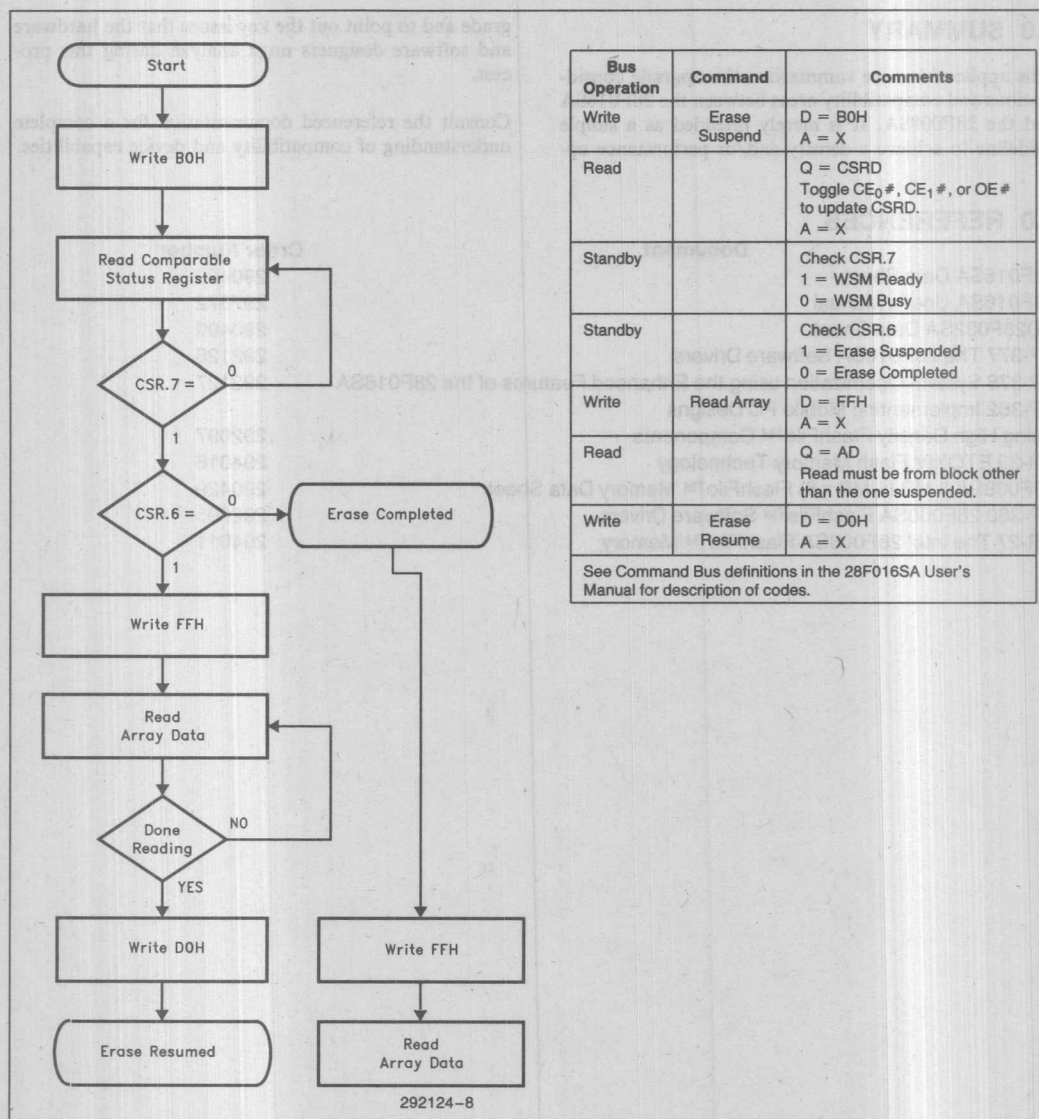 Start
Write B0H
Read Comparable
Status Register
CSR.7 =
0
1
CSR.6 =
0
1
Erase Completed
Write FFH
Read
Array Data
Done
Reading
NO
YES
Write D0H
Erase Resumed
Write FFH
Read
Array Data
292124-8
Bus Operation Command Comments
Write Erase Suspend D = B0H
A = X
Read Q = CSRD
Toggle CE0#, CE1#, or OE#
to update CSRD.
A = X
Standby Check CSR.7
1 = WSM Ready
0 = WSM Busy
Standby Check CSR.6
1 = Erase Suspended
0 = Erase Completed
Write Read Array D = FFH
A = X
Read Q = AD
Read must be from block other
than the one suspended.
Write Erase Resume D = D0H
A = X
See Command Bus definitions in the 28F016SA User's
Manual for description of codes.